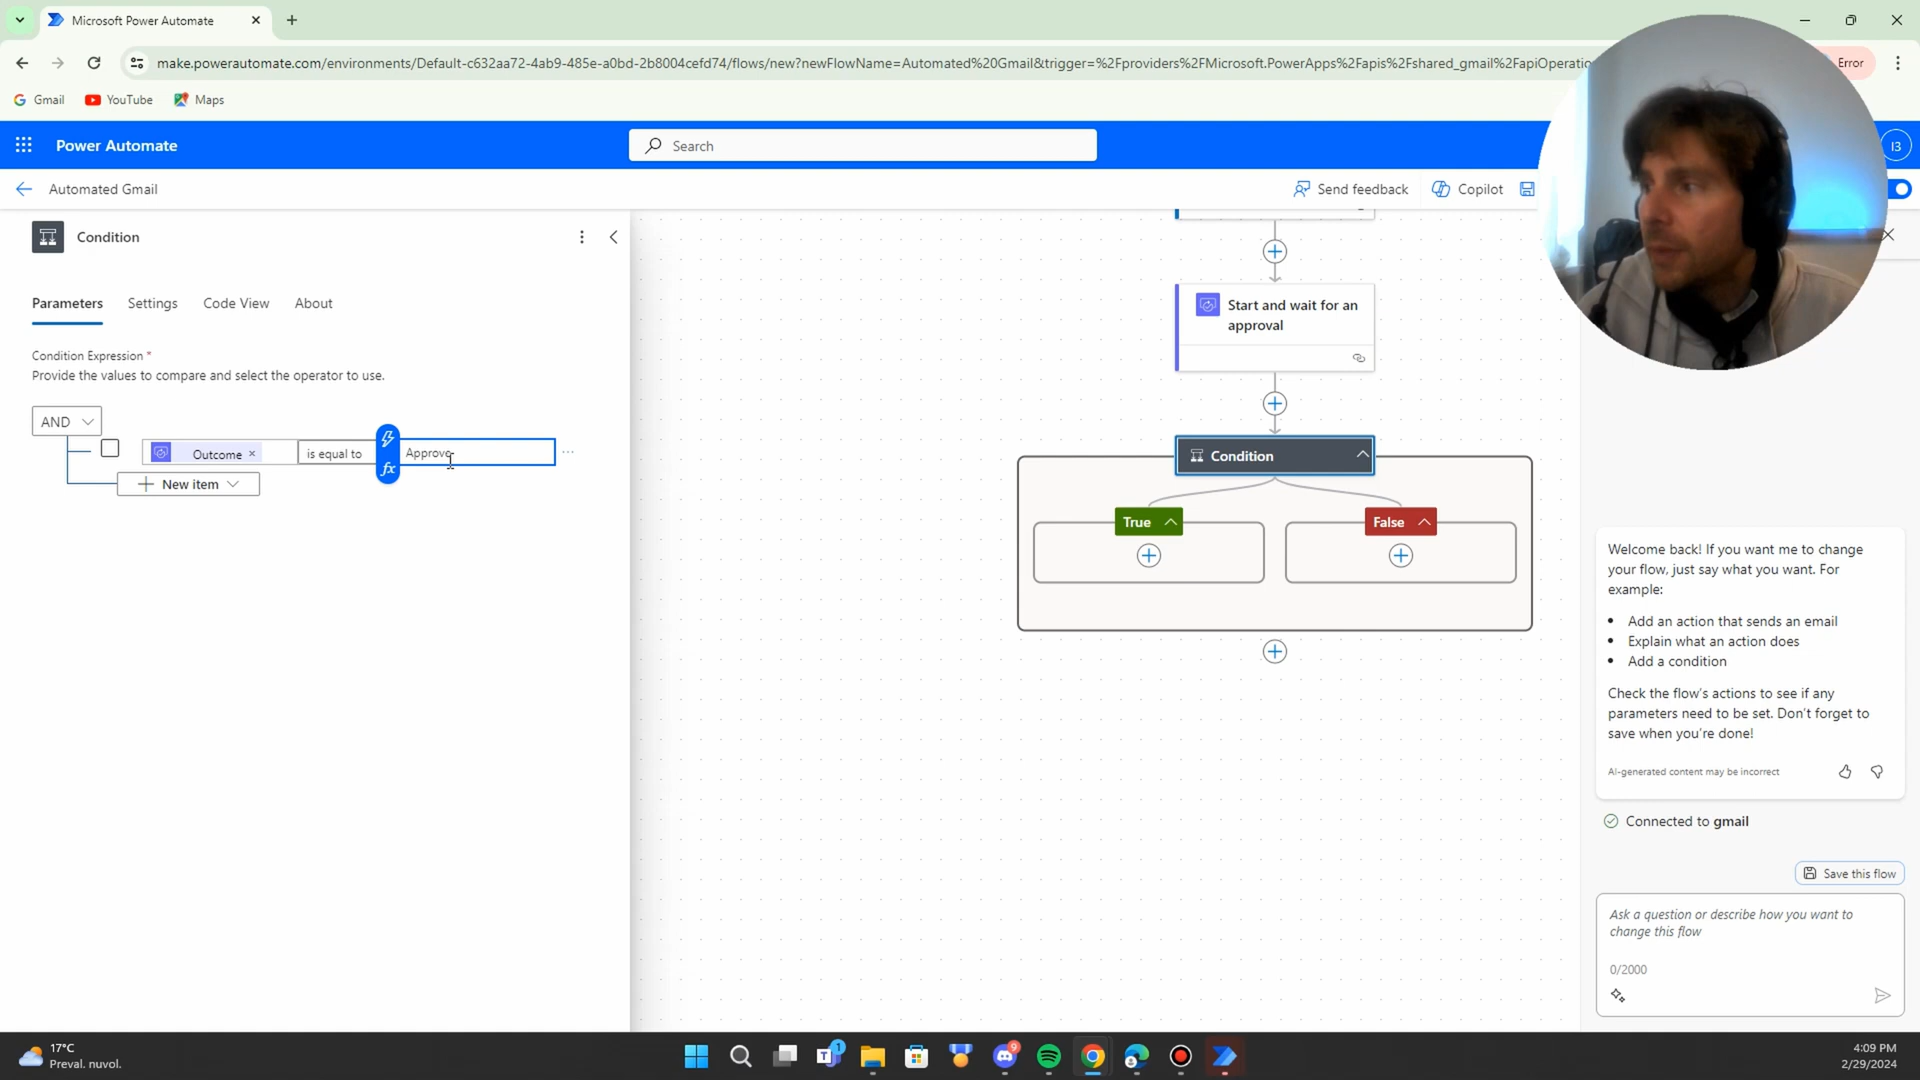 Microsoft Power Automate
make.powerautomate.com/environments/Default-c632aa72-4ab9-485e-a0bd-2b8004cefd74/flows/new?newFlowName=Automated%20Gmail&trigger=%2Fproviders%2FMicrosoft.PowerApps%2Fapis%2Fshared_gmail%2FapiOperatio
Error
Gmail
YouTube
Maps
Power Automate
Search
I3
Automated Gmail
Send feedback
Copilot
Condition
Parameters
Settings
Code View
About
Condition Expression *
Provide the values to compare and select the operator to use.
AND
Outcome
is equal to
fx
Approve
New item
Start and wait for an
approval
Condition
True
False
Welcome back! If you want me to change
your flow, just say what you want. For
example:
• Add an action that sends an email
• Explain what an action does
• Add a condition
Check the flow's actions to see if any
parameters need to be set. Don't forget to
save when you're done!
AI-generated content may be incorrect
Connected to gmail
Save this flow
Ask a question or describe how you want to
change this flow
0/2000
17°C
Preval. nuvol.
1
9
4:09 PM
2/29/2024